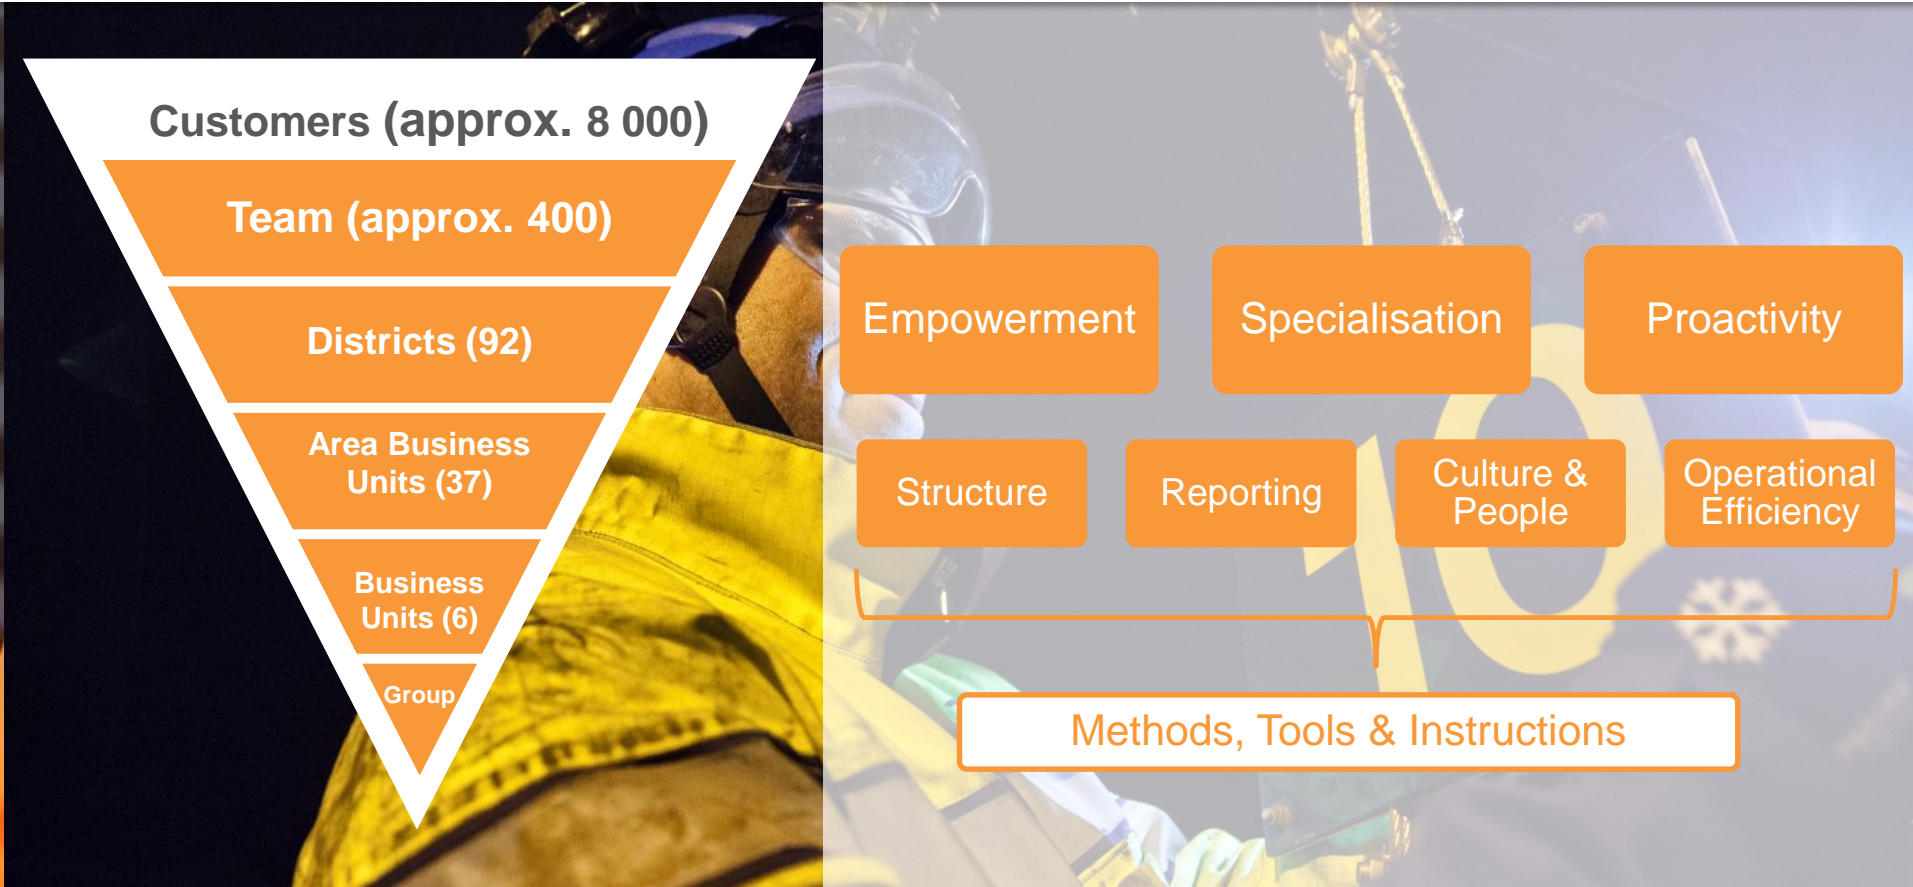 Customers (approx. 8 000)
Team (approx. 400)
Districts (92)
Area Business
Units (37)
Business
Units (6)
Group
Empowerment
Specialisation
Proactivity
Structure
Reporting
Culture &
People
Operational
Efficiency
Methods, Tools & Instructions
10